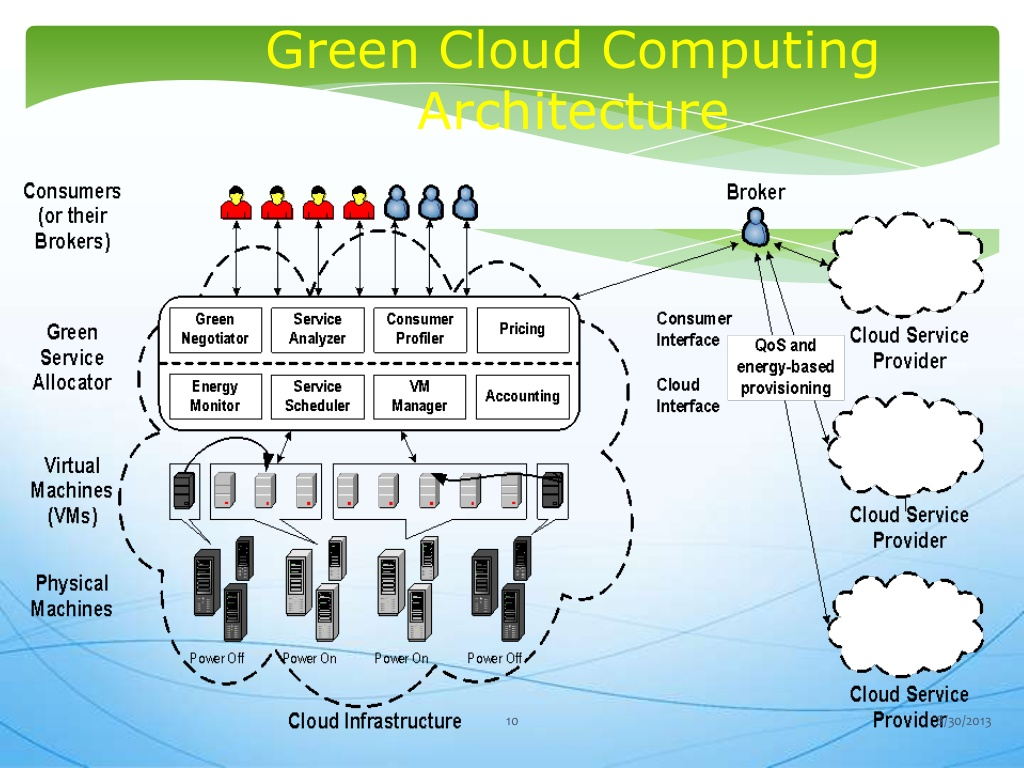 Green Cloud Computing
Architecture
Consumers
(or their
Brokers)
Broker
Green
Service
Allocator
Green
Negotiator
Service
Analyzer
Consumer
Profiler
Pricing
Energy
Monitor
Service
Scheduler
VM
Manager
Accounting
Consumer
Interface
Cloud
Interface
QoS and
energy-based
provisioning
Cloud Service
Provider
Virtual
Machines
(VMs)
Cloud Service
Provider
Physical
Machines
Power Off
Power On
Power On
Power Off
Cloud Service
Provider
Cloud Infrastructure
10
/30/2013